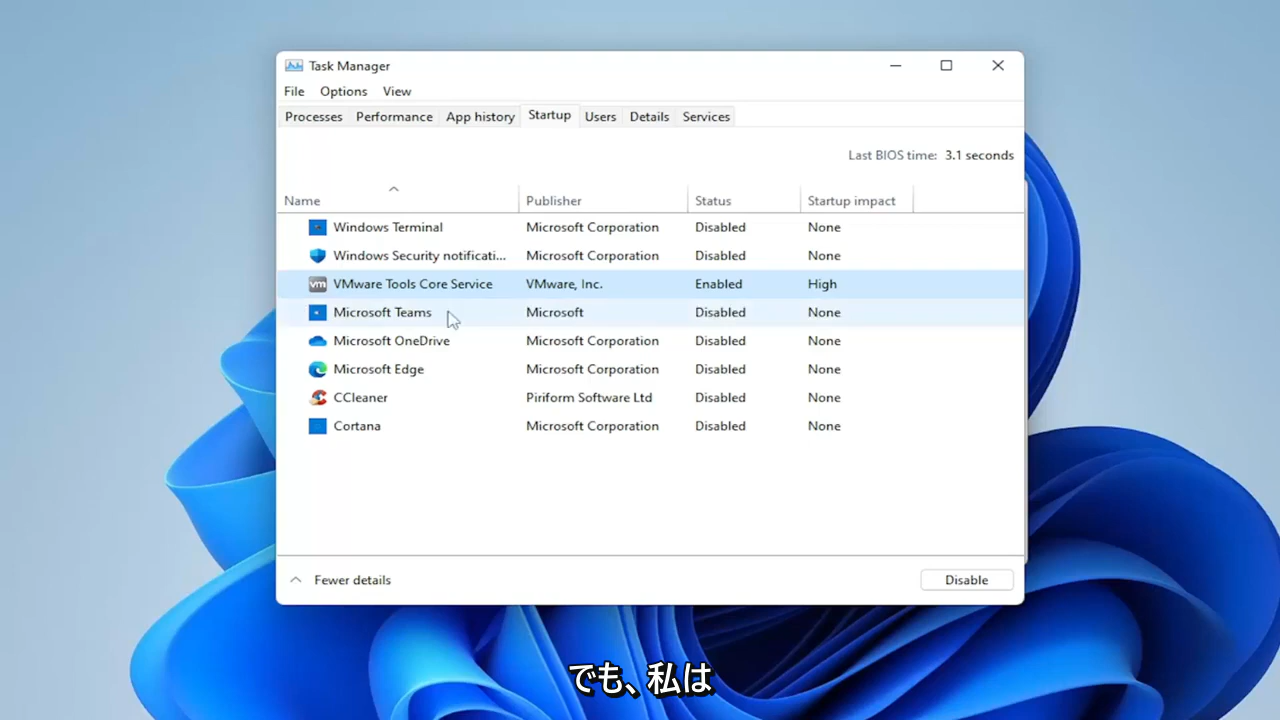 Task Manager
File Options View
Processes Performance App history Startup Users Details Services
Last BIOS time: 3.1 seconds
Name Publisher Status Startup impact
Windows Terminal Microsoft Corporation Disabled None
Windows Security notificati... Microsoft Corporation Disabled None
vm VMware Tools Core Service VMware, Inc. Enabled High
Microsoft Teams Microsoft Disabled None
Microsoft OneDrive Microsoft Corporation Disabled None
Microsoft Edge Microsoft Corporation Disabled None
CCleaner Piriform Software Ltd Disabled None
Cortana Microsoft Corporation Disabled None
Fewer details Disable
でも、私は